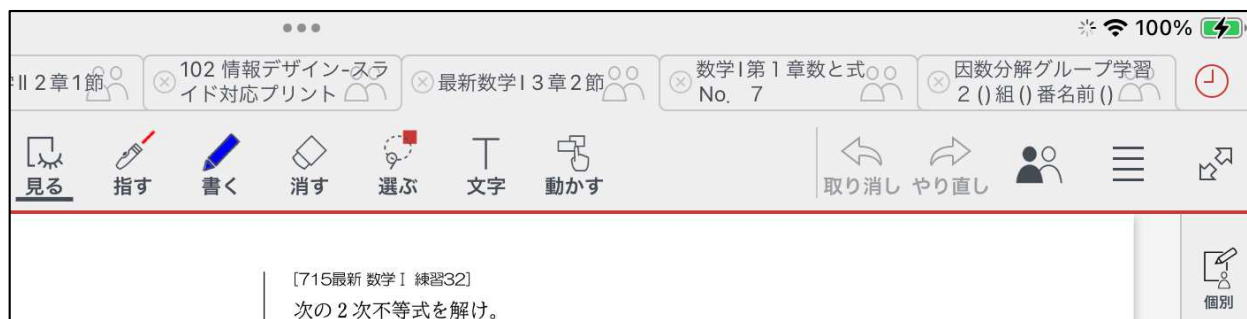 100%
II 2章1節
102 情報デザイン-スラ
イド対応プリント
最新数学I 3章2節
数学I第1章数と式
No. 7
因数分解グループ学習
2 ()組()番名前()
見る
指す
書く
消す
選ぶ
文字
動かす
取り消し
やり直し
[715最新 数学Ⅰ 練習32]
次の2次不等式を解け。
個別